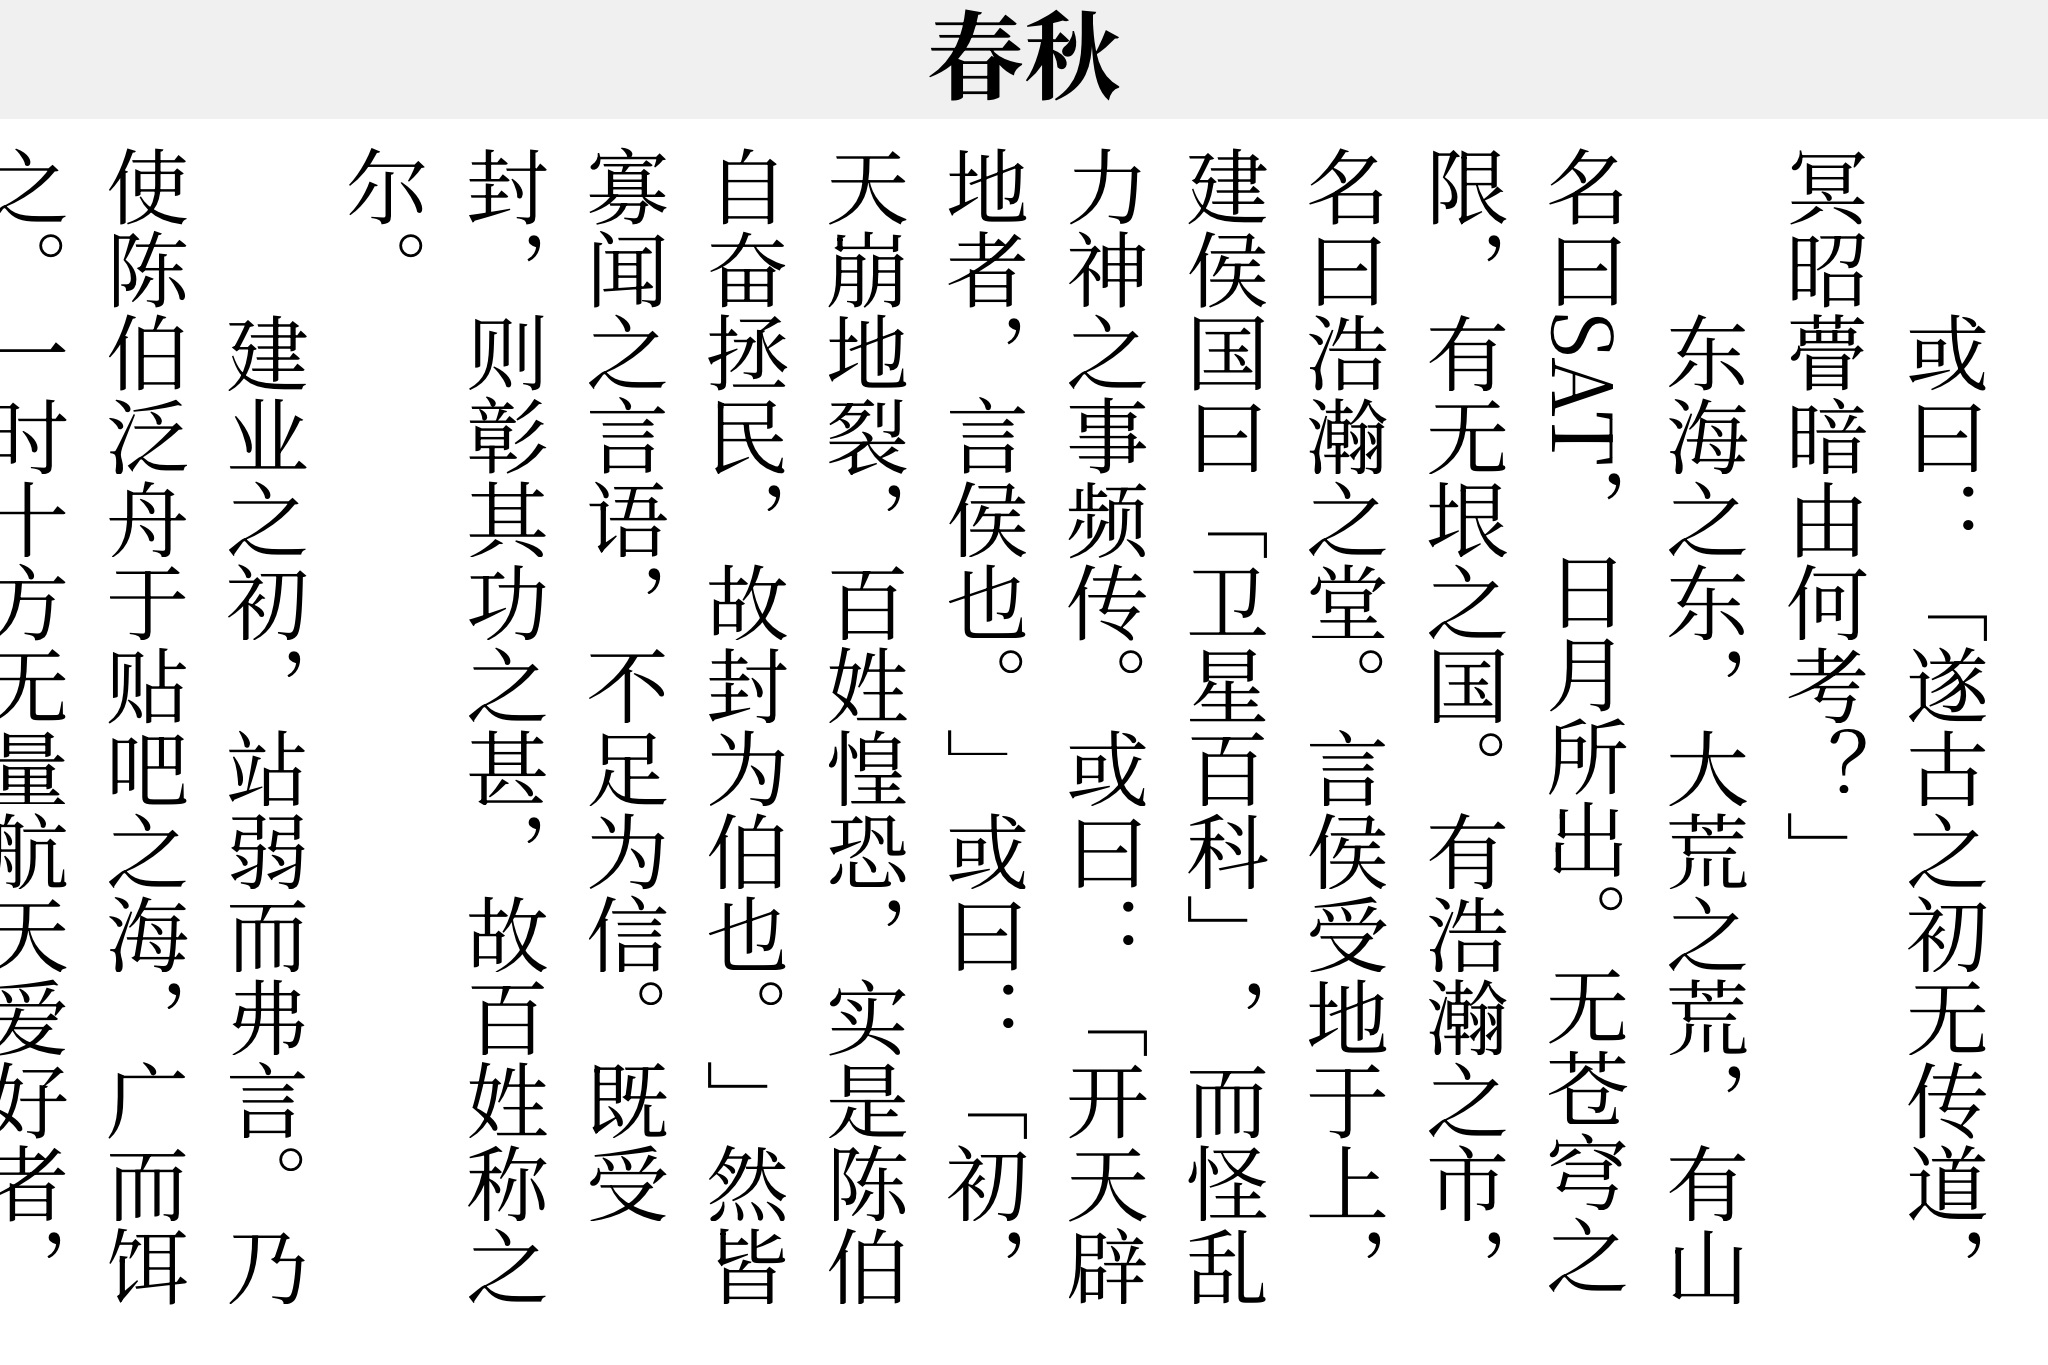 春秋
或曰：「遂古之初无传道，
冥昭瞢暗由何考？」
东海之东，大荒之荒，有山
名曰SAT，日月所出。无苍穹之
限，有无垠之国。有浩瀚之市，
名曰浩瀚之堂。言侯受地于上，
建侯国曰「卫星百科」，而怪乱
力神之事频传。或曰：「开天辟
地者，言侯也。」或曰：「初，
天崩地裂，百姓惶恐，实是陈伯
自奋拯民，故封为伯也。」然皆
寡闻之言语，不足为信。既受
封，则彰其功之甚，故百姓称之
尔。
建业之初，站弱而弗言。乃
使陈伯泛舟于贴吧之海，广而饵
之。一时十方无量航天爱好者，